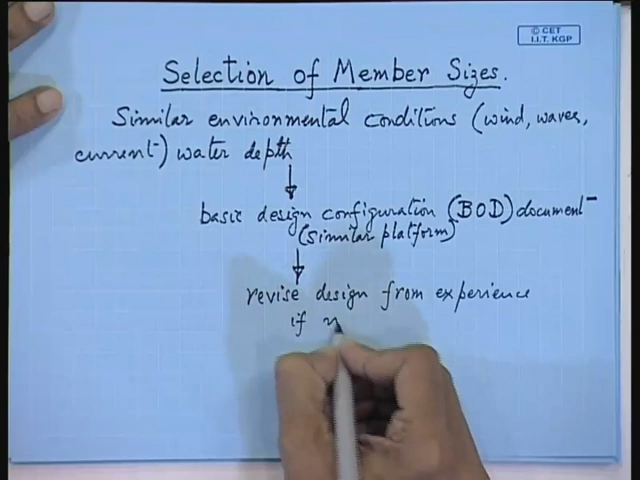 © CET
I.I.T. KGP
Selection of Member Sizes.
Similar environmental conditions (wind, waves,
current) water depth
basic design configuration (BOD) document
(similar platform)
revise design from experience
if n